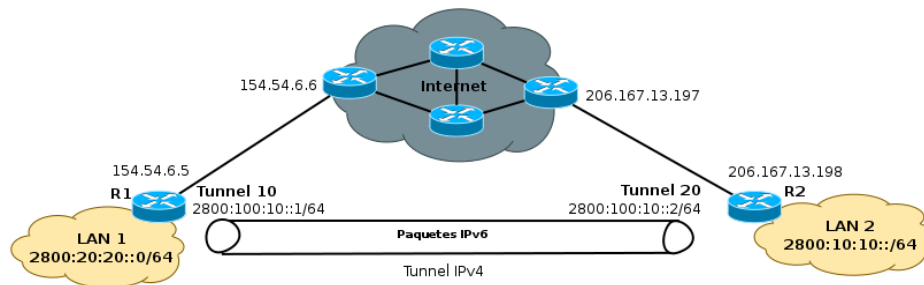 154.54.6.6
Internet
206.167.13.197
154.54.6.5
R1
Tunnel 10
2800:100:10::1/64
Tunnel 20
2800:100:10::2/64
206.167.13.198
R2
LAN 1
2800:20:20::0/64
Paquetes IPv6
Tunnel IPv4
LAN 2
2800:10:10::/64